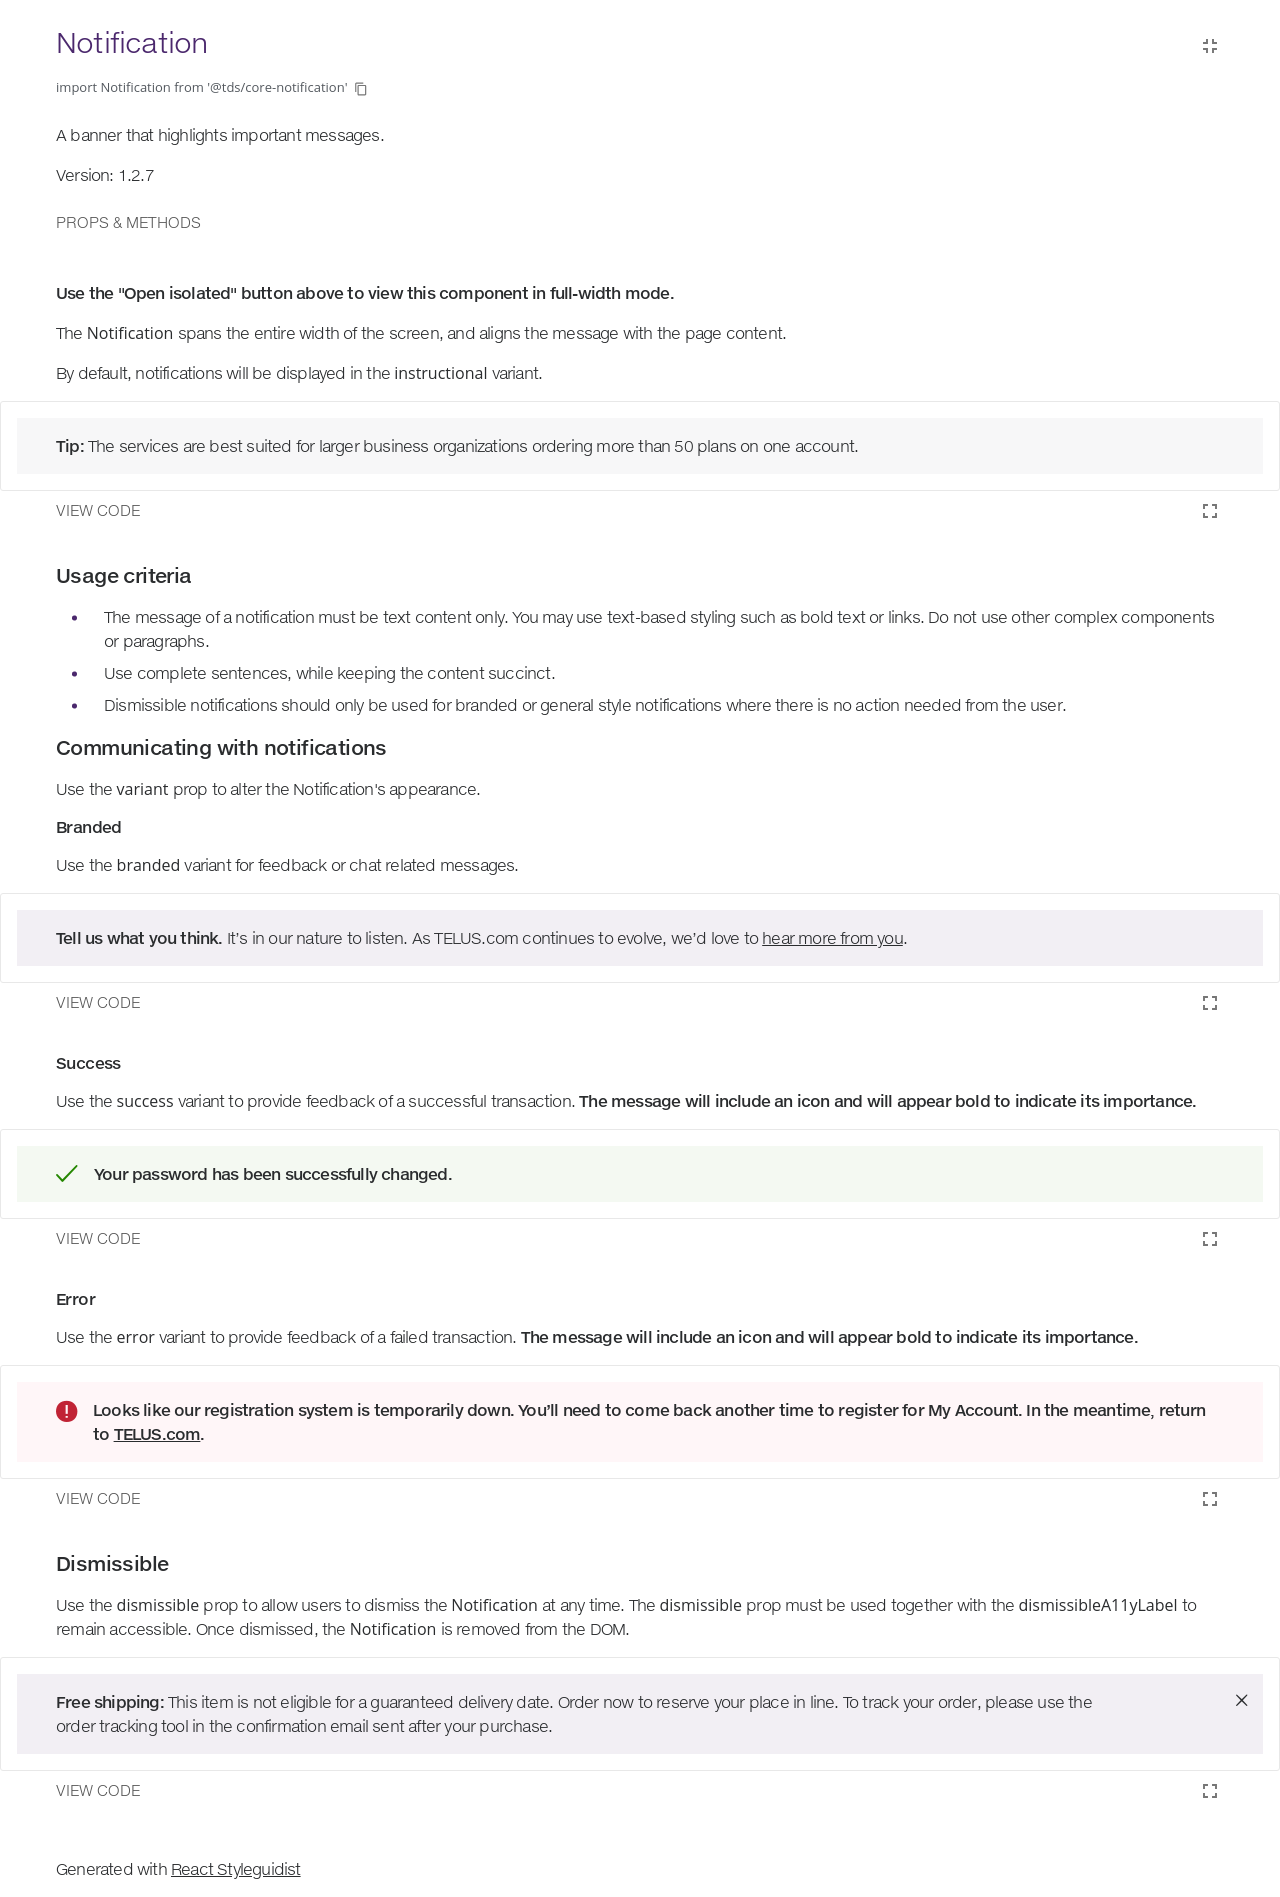 Notification
import Notification from '@tds/core-notification'
A banner that highlights important messages.
Version: 1.2.7
PROPS & METHODS
Use the "Open isolated" button above to view this component in full-width mode.
The Notification spans the entire width of the screen, and aligns the message with the page content.
By default, notifications will be displayed in the instructional variant.
Tip: The services are best suited for larger business organizations ordering more than 50 plans on one account.
VIEW CODE
Usage criteria
• The message of a notification must be text content only. You may use text-based styling such as bold text or links. Do not use other complex components
or paragraphs.
• Use complete sentences, while keeping the content succinct.
• Dismissible notifications should only be used for branded or general style notifications where there is no action needed from the user.
Communicating with notifications
Use the variant prop to alter the Notification's appearance.
Branded
Use the branded variant for feedback or chat related messages.
Tell us what you think. It’s in our nature to listen. As TELUS.com continues to evolve, we’d love to hear more from you.
VIEW CODE
Success
Use the success variant to provide feedback of a successful transaction. The message will include an icon and will appear bold to indicate its importance.
Your password has been successfully changed.
VIEW CODE
Error
Use the error variant to provide feedback of a failed transaction. The message will include an icon and will appear bold to indicate its importance.
Looks like our registration system is temporarily down. You’ll need to come back another time to register for My Account. In the meantime, return
to TELUS.com.
VIEW CODE
Dismissible
Use the dismissible prop to allow users to dismiss the Notification at any time. The dismissible prop must be used together with the dismissibleA11yLabel to
remain accessible. Once dismissed, the Notification is removed from the DOM.
Free shipping: This item is not eligible for a guaranteed delivery date. Order now to reserve your place in line. To track your order, please use the
order tracking tool in the confirmation email sent after your purchase.
VIEW CODE
Generated with React Styleguidist